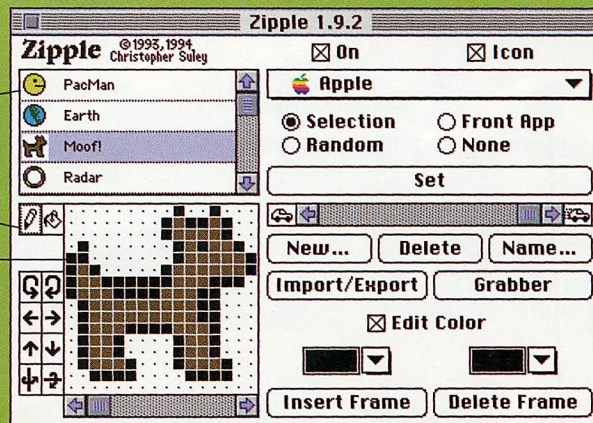 Zipple 1.9.2
Zipple ©1993,1994
Christopher Suley
On
Icon
PacMan
Earth
Moof!
Radar
Apple
Selection
Front App
Random
None
Set
New...
Delete
Name...
Import/Export
Grabber
Edit Color
Insert Frame
Delete Frame